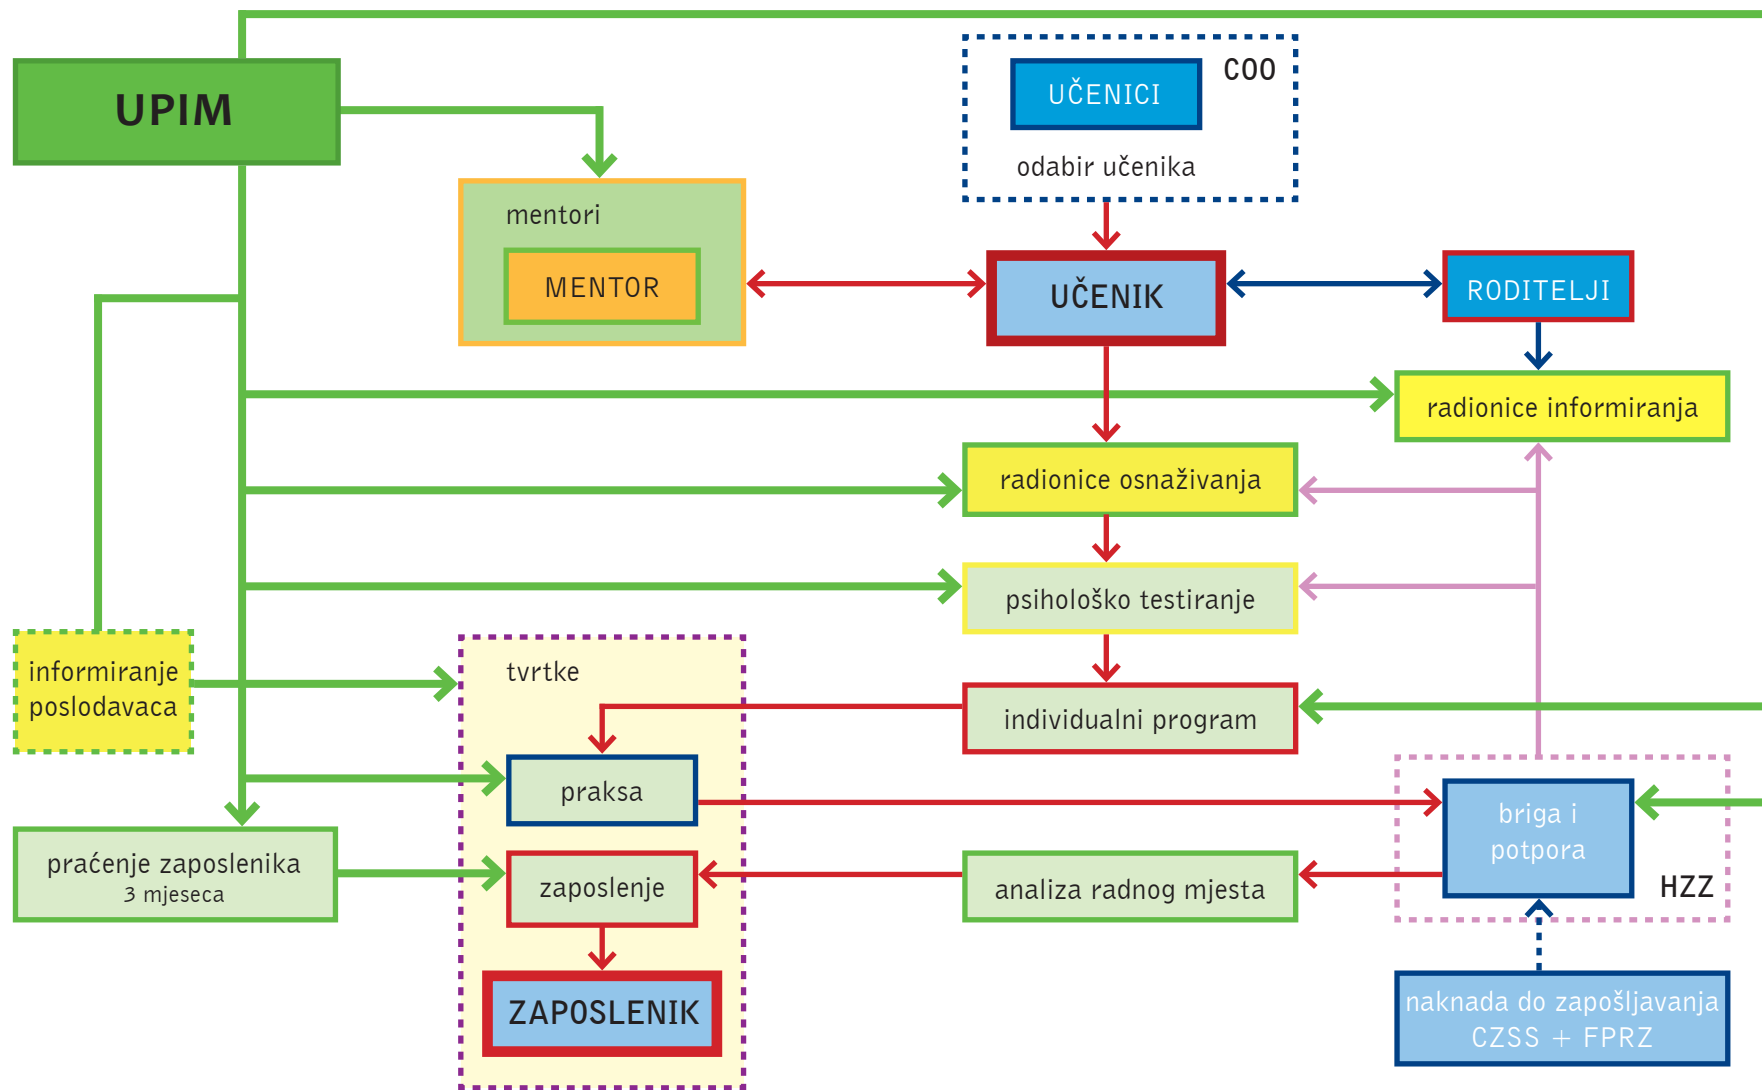 UPIM
COO
UČENICI
odabir učenika
mentori
MENTOR
UČENIK
RODITELJI
radionice informiranja
radionice osnaživanja
psihološko testiranje
informiranje
poslodavaca
tvrtke
individualni program
praksa
briga i
potpora
HZZ
praćenje zaposlenika
3 mjeseca
zaposlenje
analiza radnog mjesta
ZAPOSLENIK
naknada do zapošljavanja
CZSS + FPRZ